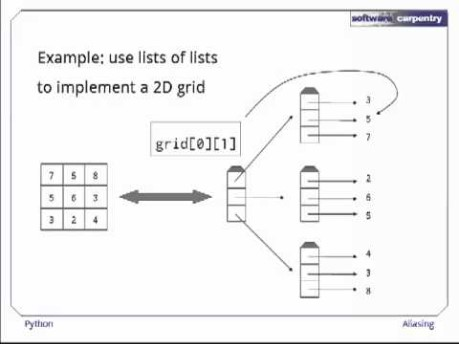 software carpentry
Example: use lists of lists
to implement a 2D grid
grid[0][1]
7 5 8
5 6 3
3 2 4
3
5
7
2
6
5
4
3
8
Python
Aliasing